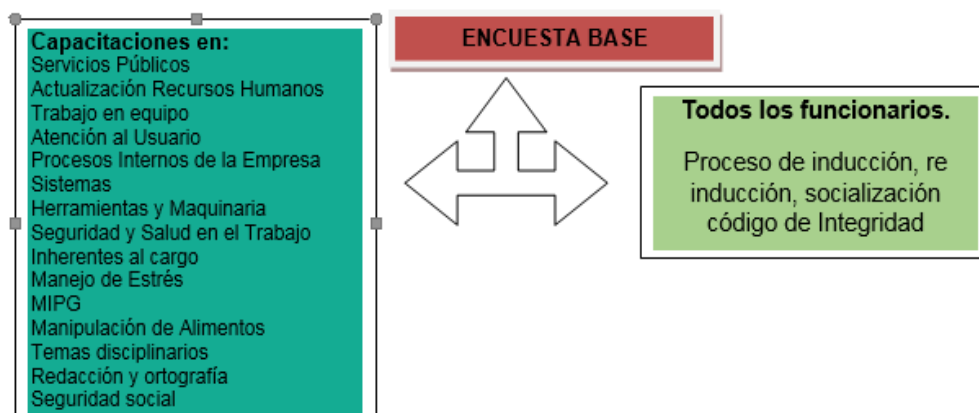 Capacitaciones en:
Servicios Públicos
Actualización Recursos Humanos
Trabajo en equipo
Atención al Usuario
Procesos Internos de la Empresa
Sistemas
Herramientas y Maquinaria
Seguridad y Salud en el Trabajo
Inherentes al cargo
Manejo de Estrés
MIPG
Manipulación de Alimentos
Temas disciplinarios
Redacción y ortografía
Seguridad social
ENCUESTA BASE
Todos los funcionarios.
Proceso de inducción, re
inducción, socialización
código de Integridad